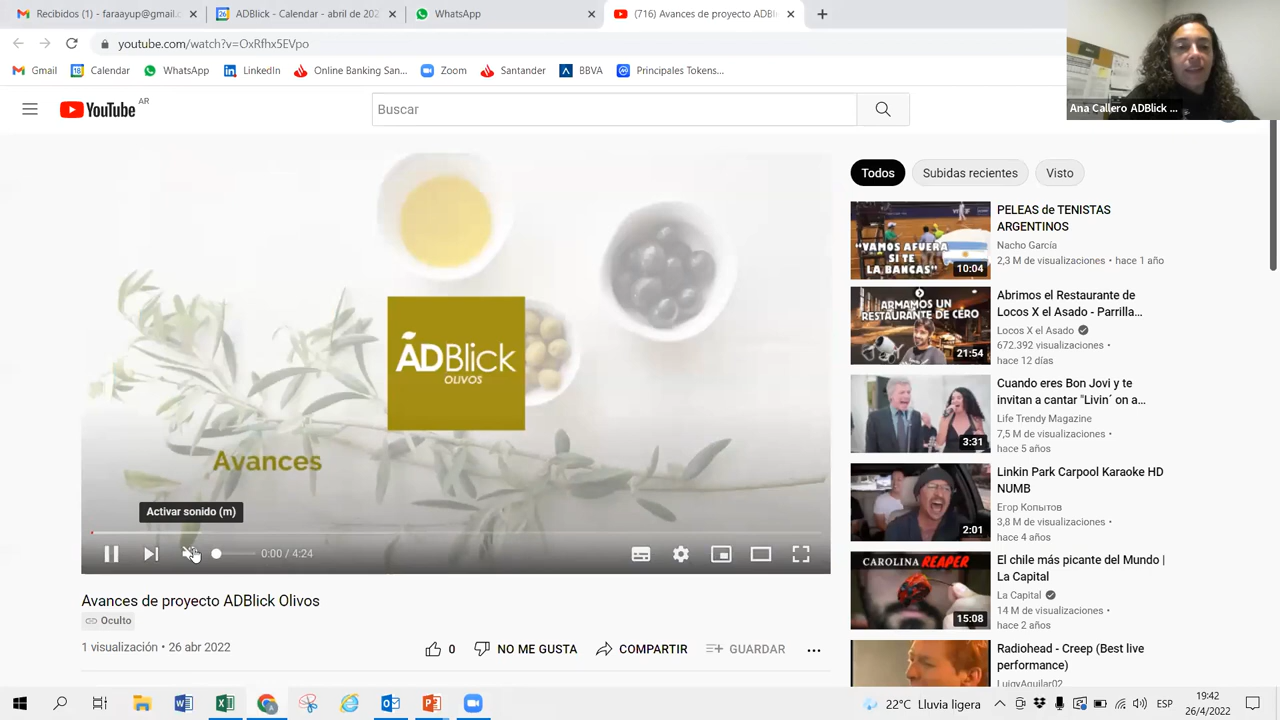 Recibidos (1) - farayup@gmail.c
ADBlick - Calendar - abril de 202
WhatsApp
(716) Avances de proyecto ADBl
youtube.com/watch?v=OxRfhx5EVpo
Gmail
Calendar
WhatsApp
LinkedIn
Online Banking San...
Zoom
Santander
BBVA
Principales Tokens...
Ana Callero ADBlick ...
YouTube AR
Buscar
ÁDBlick
OLIVOS
Avances
Activar sonido (m)
0:00 / 4:24
Avances de proyecto ADBlick Olivos
Oculto
1 visualización • 26 abr 2022
0
NO ME GUSTA
COMPARTIR
GUARDAR
Todos
Subidas recientes
Visto
"VAMOS AFUERA
SI TE
LA BANCAS"
10:04
PELEAS de TENISTAS
ARGENTINOS
Nacho García
2,3 M de visualizaciones • hace 1 año
ARMAMOS UN
RESTAURANTE DE CERO
21:54
Abrimos el Restaurante de
Locos X el Asado - Parrilla...
Locos X el Asado
672.392 visualizaciones •
hace 12 días
3:31
Cuando eres Bon Jovi y te
invitan a cantar "Livin´ on a...
Life Trendy Magazine
7,5 M de visualizaciones •
hace 5 años
2:01
Linkin Park Carpool Karaoke HD
NUMB
Егор Копытов
3,8 M de visualizaciones •
hace 4 años
CAROLINA REAPER
15:08
El chile más picante del Mundo |
La Capital
La Capital
14 M de visualizaciones •
hace 2 años
Radiohead - Creep (Best live
performance)
LuigyAguilar02
22°C Lluvia ligera
ESP
19:42
26/4/2022